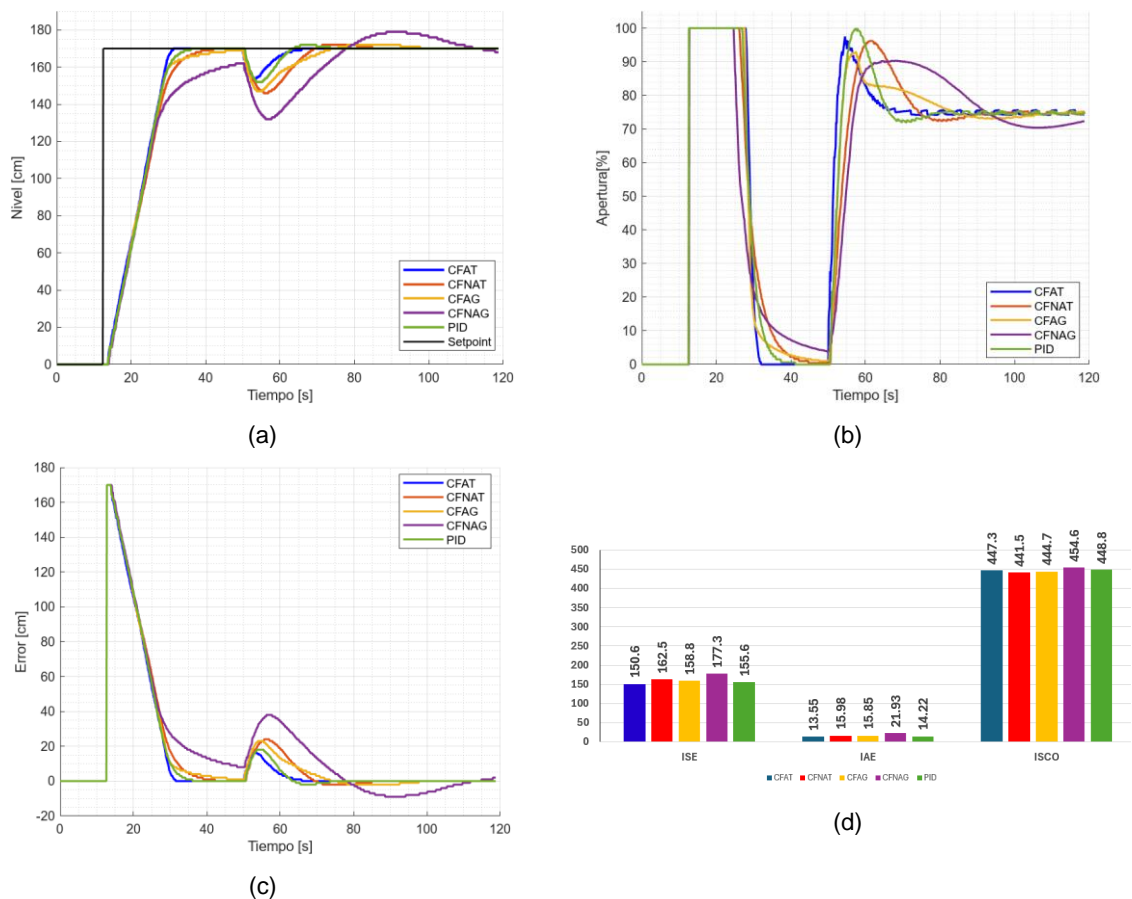 180
160
140
120
100
80
60
40
20
0
Nivel [cm]
CFAT
CFNAT
CFAG
CFNAG
PID
Setpoint
0 20 40 60 80 100 120
Tiempo [s]
(a)
100
90
80
70
60
50
40
30
20
10
0
Apertura[%]
CFAT
CFNAT
CFAG
CFNAG
PID
0 20 40 60 80 100 120
Tiempo [s]
(b)
180
160
140
120
100
80
60
40
20
0
-20
Error [cm]
CFAT
CFNAT
CFAG
CFNAG
PID
0 20 40 60 80 100 120
Tiempo [s]
(c)
500
450
400
350
300
250
200
150
100
50
0
150.6
162.5
158.8
177.3
155.6
13.55
15.98
15.85
21.93
14.22
447.3
441.5
444.7
454.6
448.8
ISE IAE ISCO
CFAT CFNAT CFAG CFNAG PID
(d)